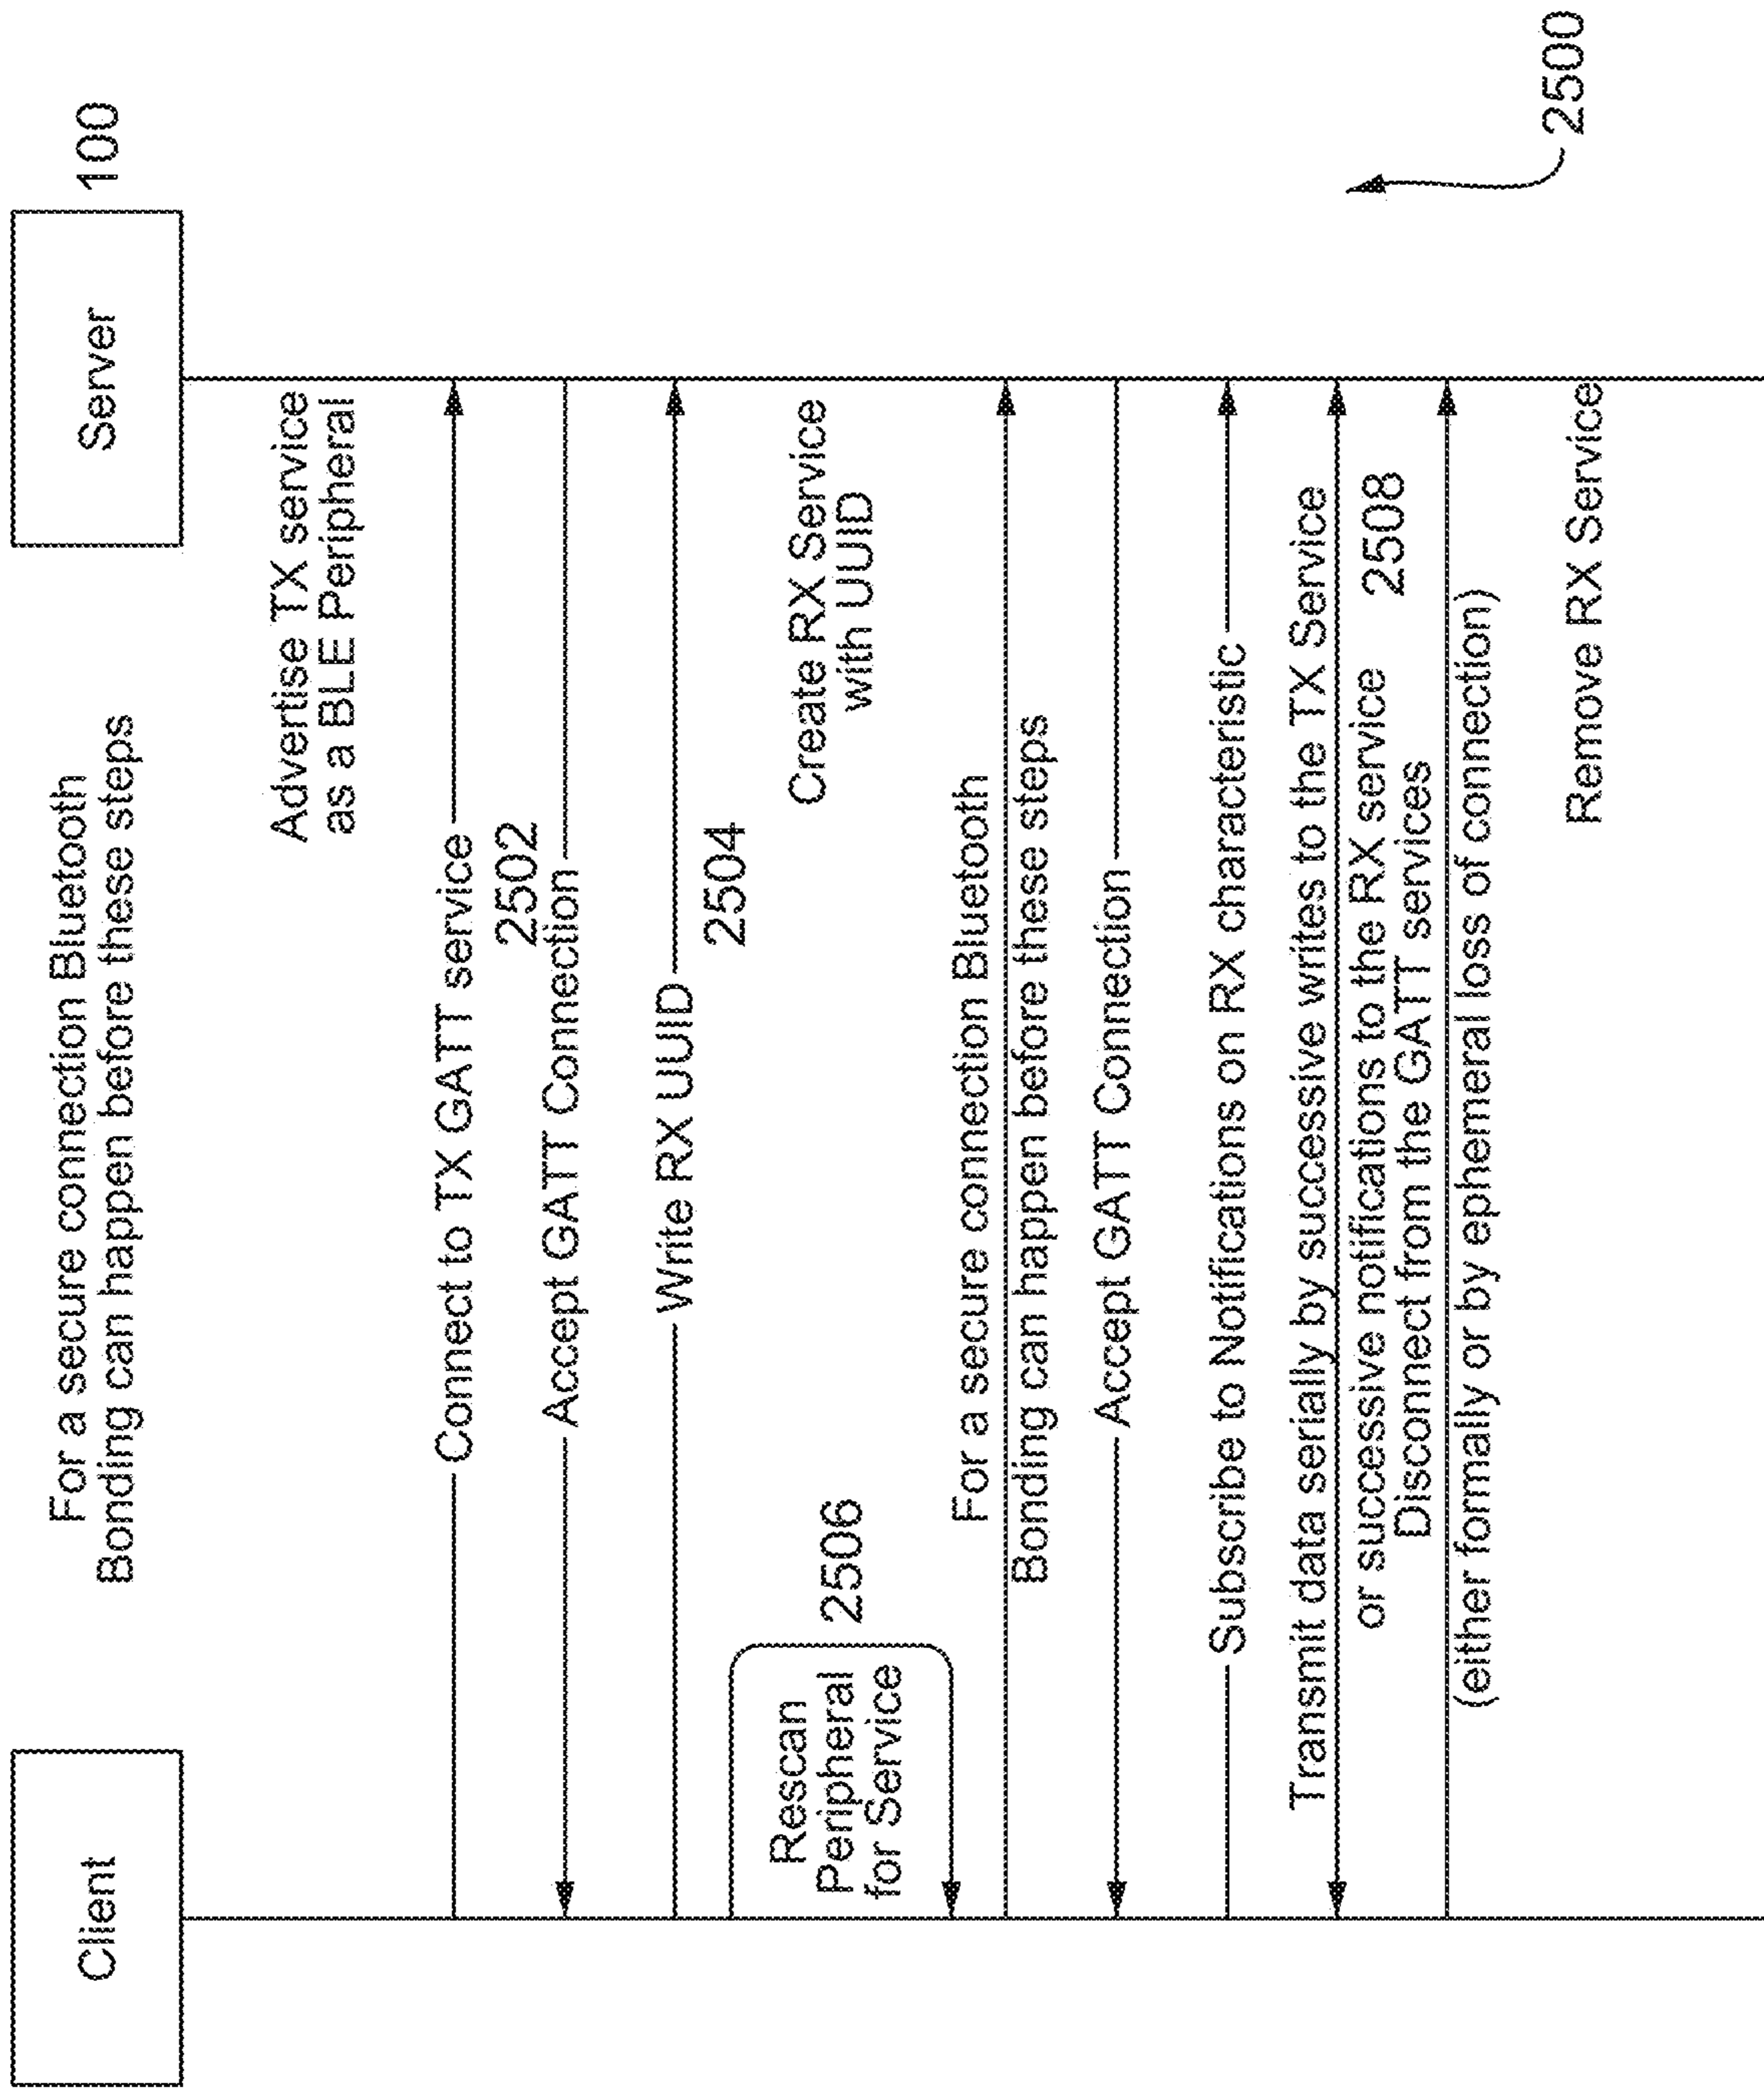 Client
Server
100
For a secure connection Bluetooth
Bonding can happen before these steps
Advertise TX service
as a BLE Peripheral
Connect to TX GATT service
2502
Accept GATT Connection
Write RX UUID
2504
Rescan
Peripheral
for Service
2506
Create RX Service
with UUID
For a secure connection Bluetooth
Bonding can happen before these steps
Accept GATT Connection
Subscribe to Notifications on RX characteristic
Transmit data serially by successive writes to the TX Service
or successive notifications to the RX service
2508
Disconnect from the GATT services
(either formally or by ephemeral loss of connection)
Remove RX Service
2500